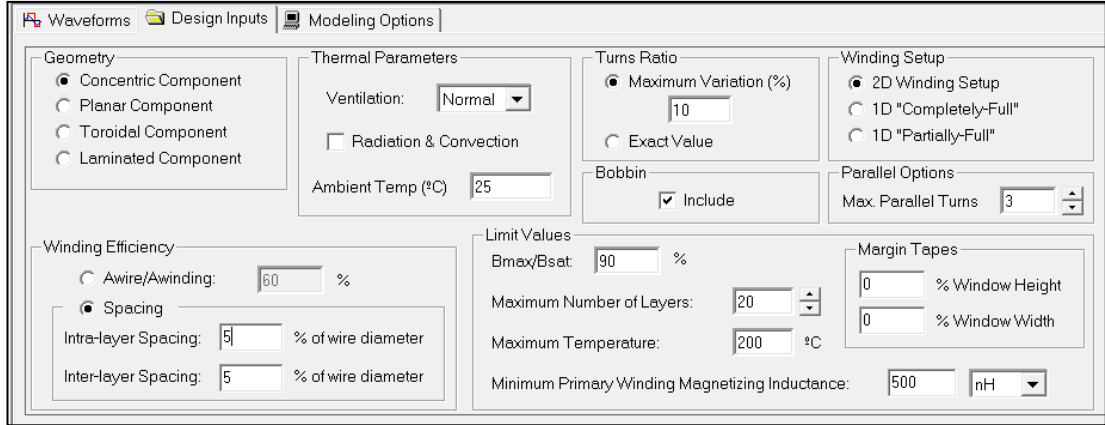 Waveforms Design Inputs Modeling Options
Geometry
Concentric Component
Planar Component
Toroidal Component
Laminated Component
Thermal Parameters
Ventilation: Normal
Radiation & Convection
Ambient Temp (ºC) 25
Turns Ratio
Maximum Variation (%)
10
Exact Value
Bobbin
Include
Winding Setup
2D Winding Setup
1D "Completely-Full"
1D "Partially-Full"
Parallel Options
Max. Parallel Turns 3
Winding Efficiency
Awire/Awinding: 60 %
Spacing
Intra-layer Spacing: 5 % of wire diameter
Inter-layer Spacing: 5 % of wire diameter
Limit Values
Bmax/Bsat: 90 %
Maximum Number of Layers: 20
Maximum Temperature: 200 ºC
Minimum Primary Winding Magnetizing Inductance: 500 nH
Margin Tapes
0 % Window Height
0 % Window Width